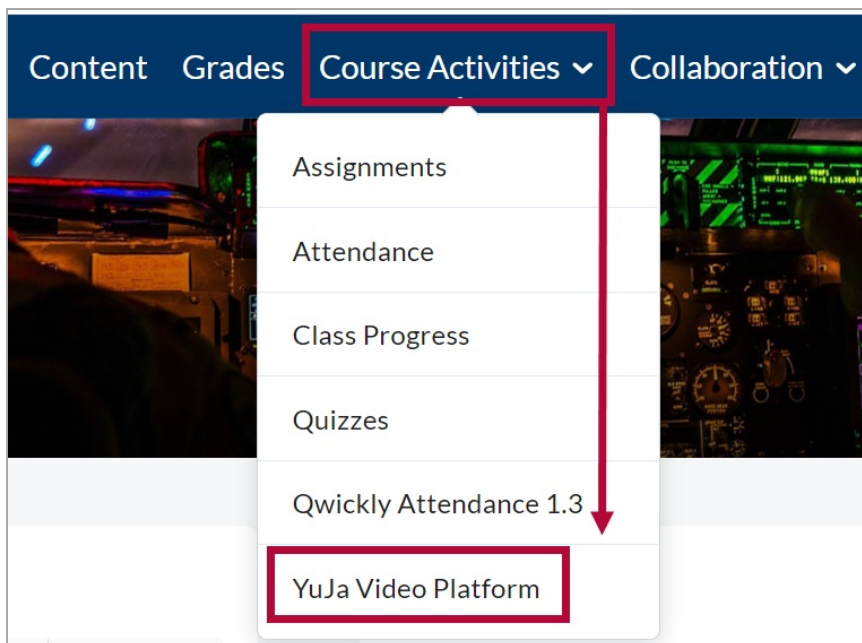 Content Grades Course Activities Collaboration
Assignments
Attendance
Class Progress
Quizzes
Qwickly Attendance 1.3
YuJa Video Platform